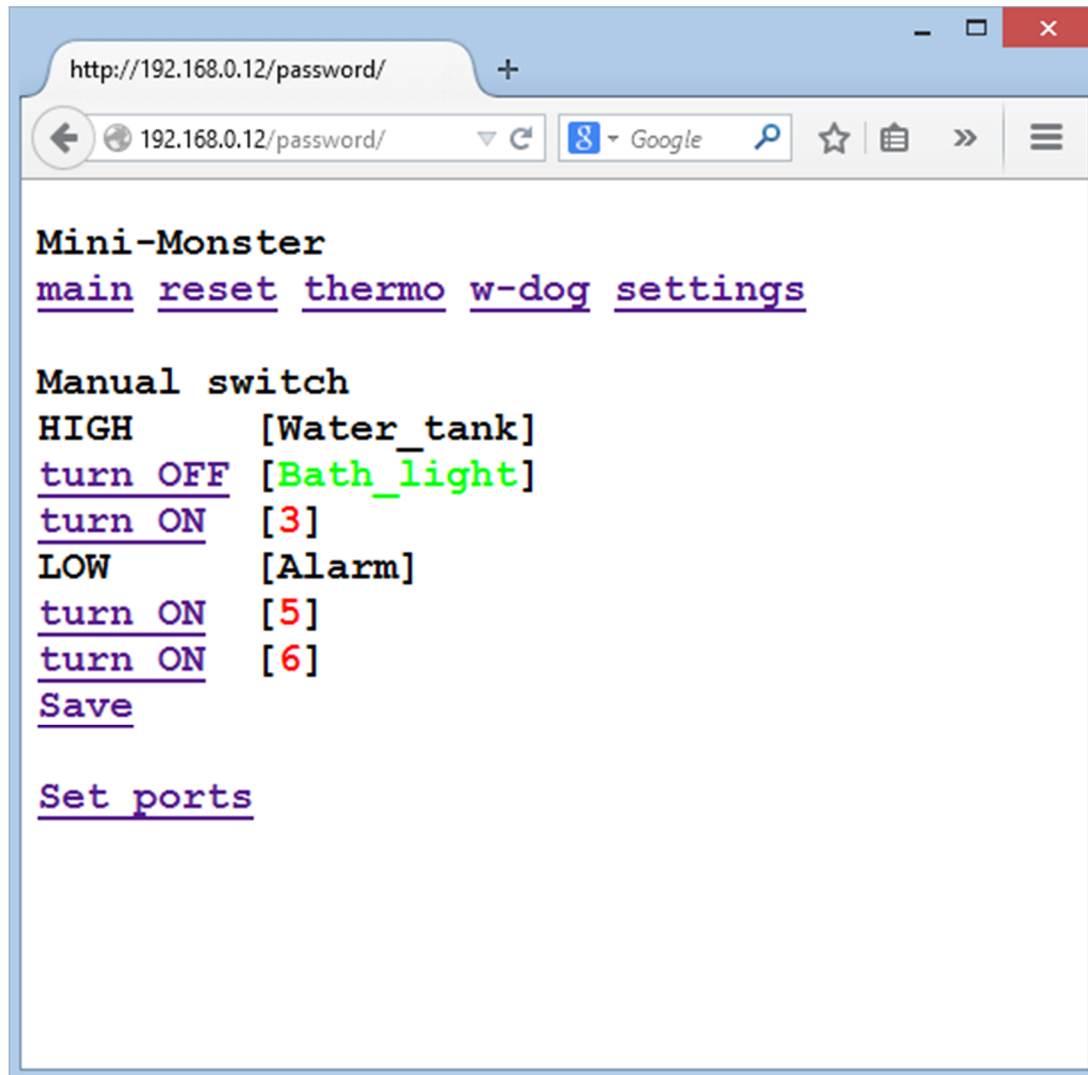 http://192.168.0.12/password/
192.168.0.12/password/ 8 Google
Mini-Monster
main reset thermo w-dog settings
Manual switch
HIGH [Water_tank]
turn OFF [Bath_light]
turn ON [3]
LOW [Alarm]
turn ON [5]
turn ON [6]
Save
Set ports